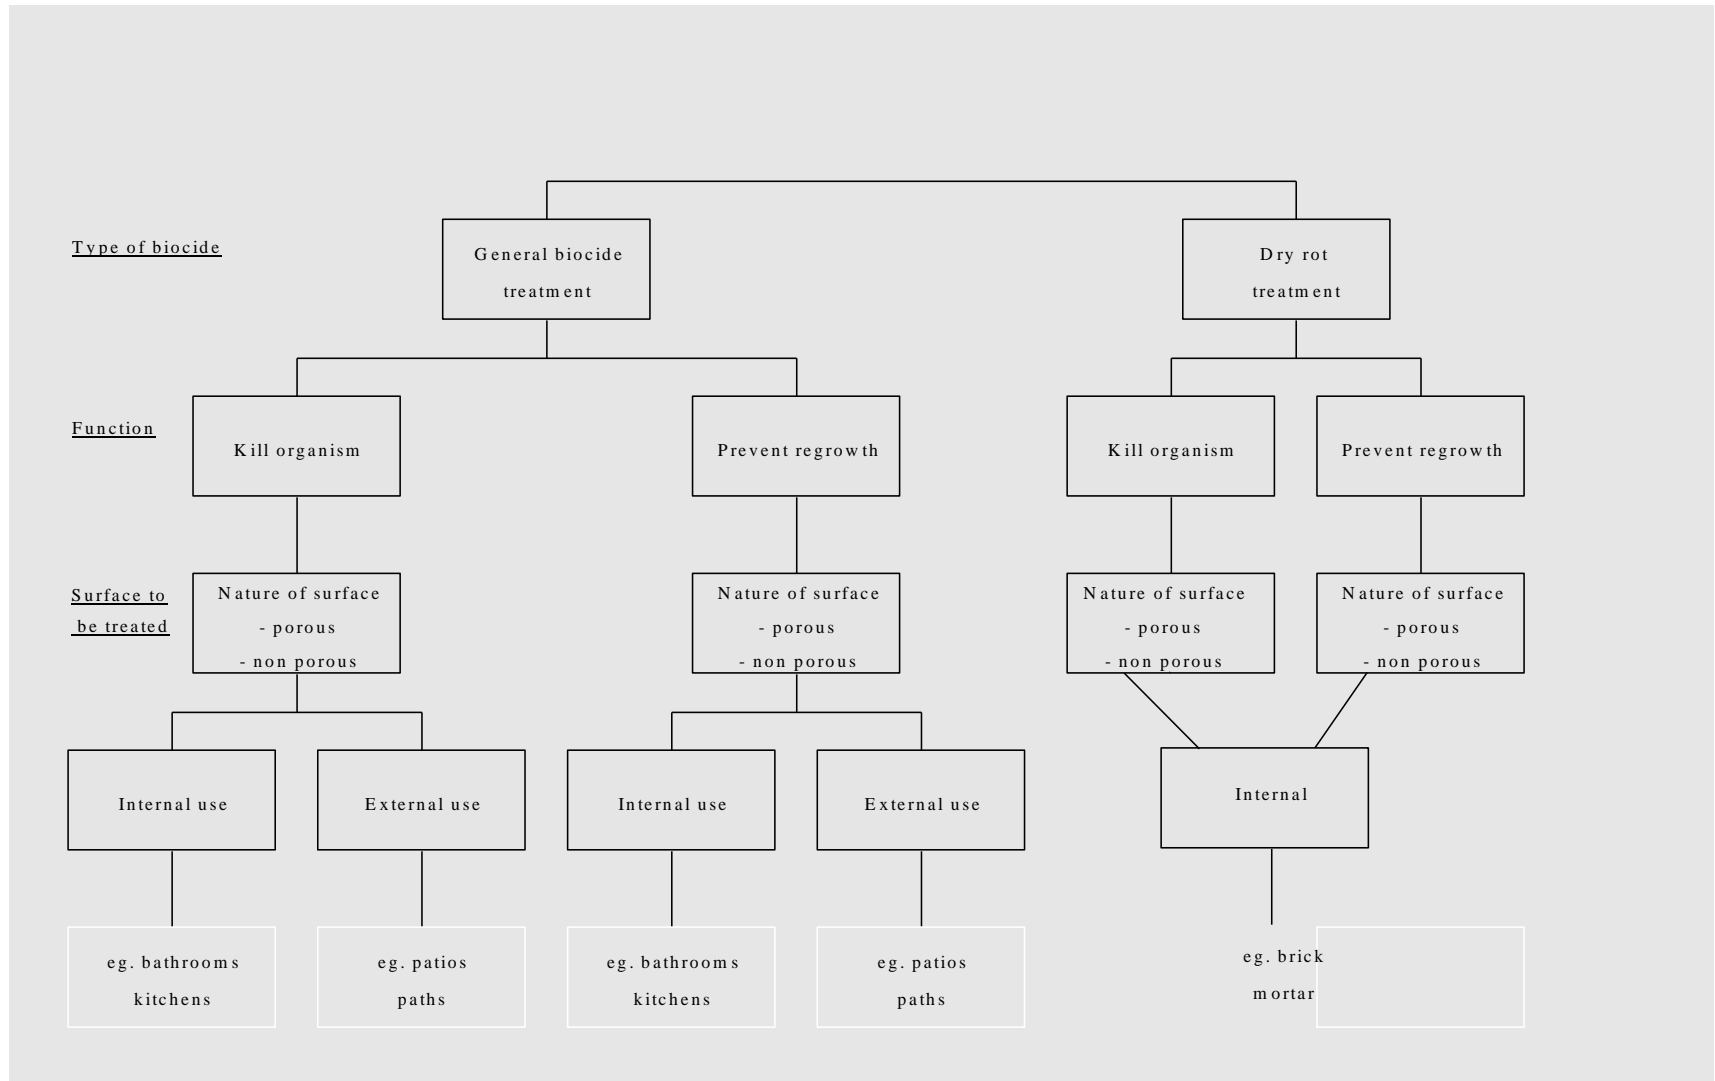 Type of biocide
General biocide
treatment
Dry rot
treatment
Function
Kill organism
Prevent regrowth
Kill organism
Prevent regrowth
Surface to
be treated
Nature of surface
- porous
- non porous
Nature of surface
- porous
- non porous
Nature of surface
- porous
- non porous
Nature of surface
- porous
- non porous
Internal use
External use
Internal use
External use
Internal
eg. bathrooms
kitchens
eg. patios
paths
eg. bathrooms
kitchens
eg. patios
paths
eg. brick
mortar